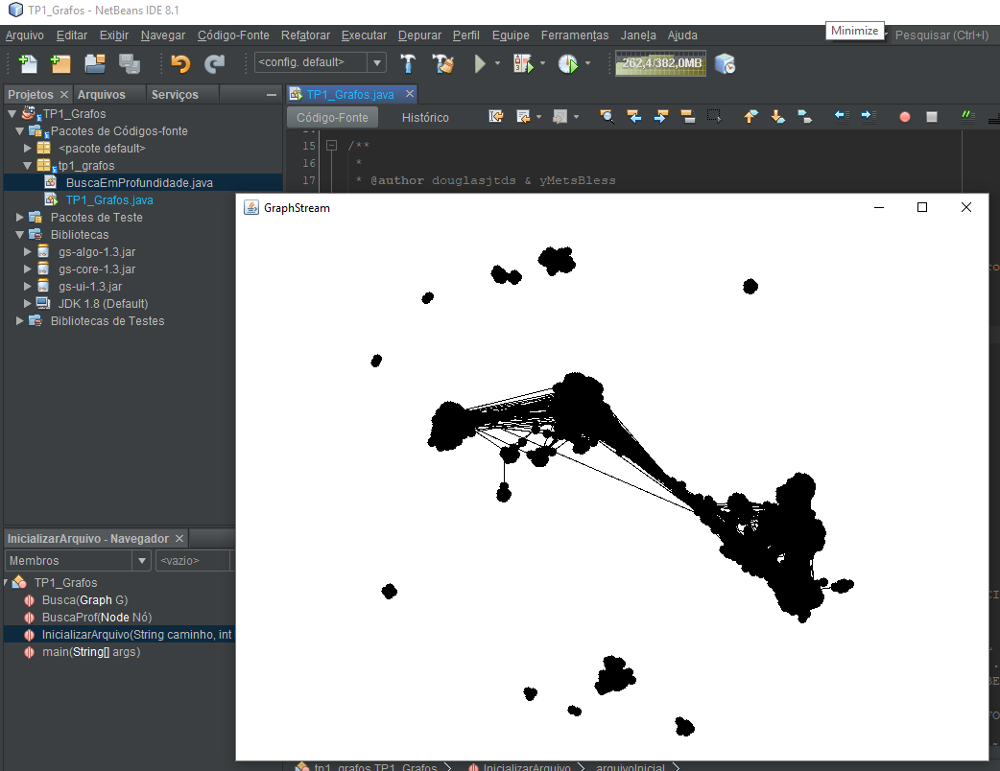 TP1_Grafos - NetBeans IDE 8.1
Arquivo Editar Exibir Navegar Código-Fonte Refatorar Executar Depurar Perfil Equipe Ferramentas Janela Ajuda
Minimize
Pesquisar (Ctrl+I)
<config. default>
262,4/382,0MB
Projetos Arquivos Serviços
TP1_Grafos.java
TP1_Grafos
Código-Fonte Histórico
Pacotes de Códigos-fonte
<pacote default>
15 /**
tp1_grafos
16 *
BuscaEmProfundidade.java
17 * @author douglasjtds & yMetsBless
TP1_Grafos.java
GraphStream
Pacotes de Teste
Bibliotecas
gs-algo-1.3.jar
gs-core-1.3.jar
gs-ui-1.3.jar
JDK 1.8 (Default)
Bibliotecas de Testes
InicializarArquivo - Navegador
Membros <vazio>
TP1_Grafos
Busca(Graph G)
BuscaProf(Node Nó)
InicializarArquivo(String caminho, int
main(String[] args)
tp1_grafos.TP1_Grafos InicializarArquivo arquivoInicial